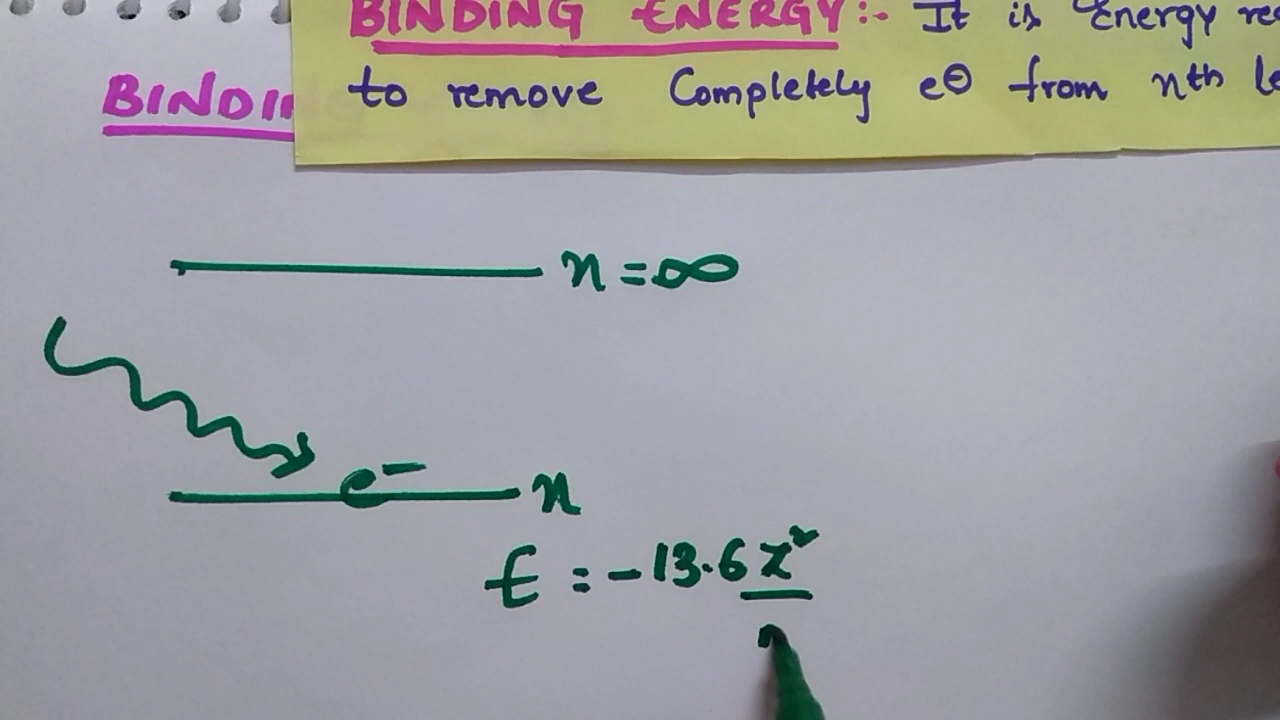 BINDING ENERGY:- It is Energy
to remove Completely e⊖ from nth
BINDI
n = ∞
e⁻
n
E = -13.6 Z²